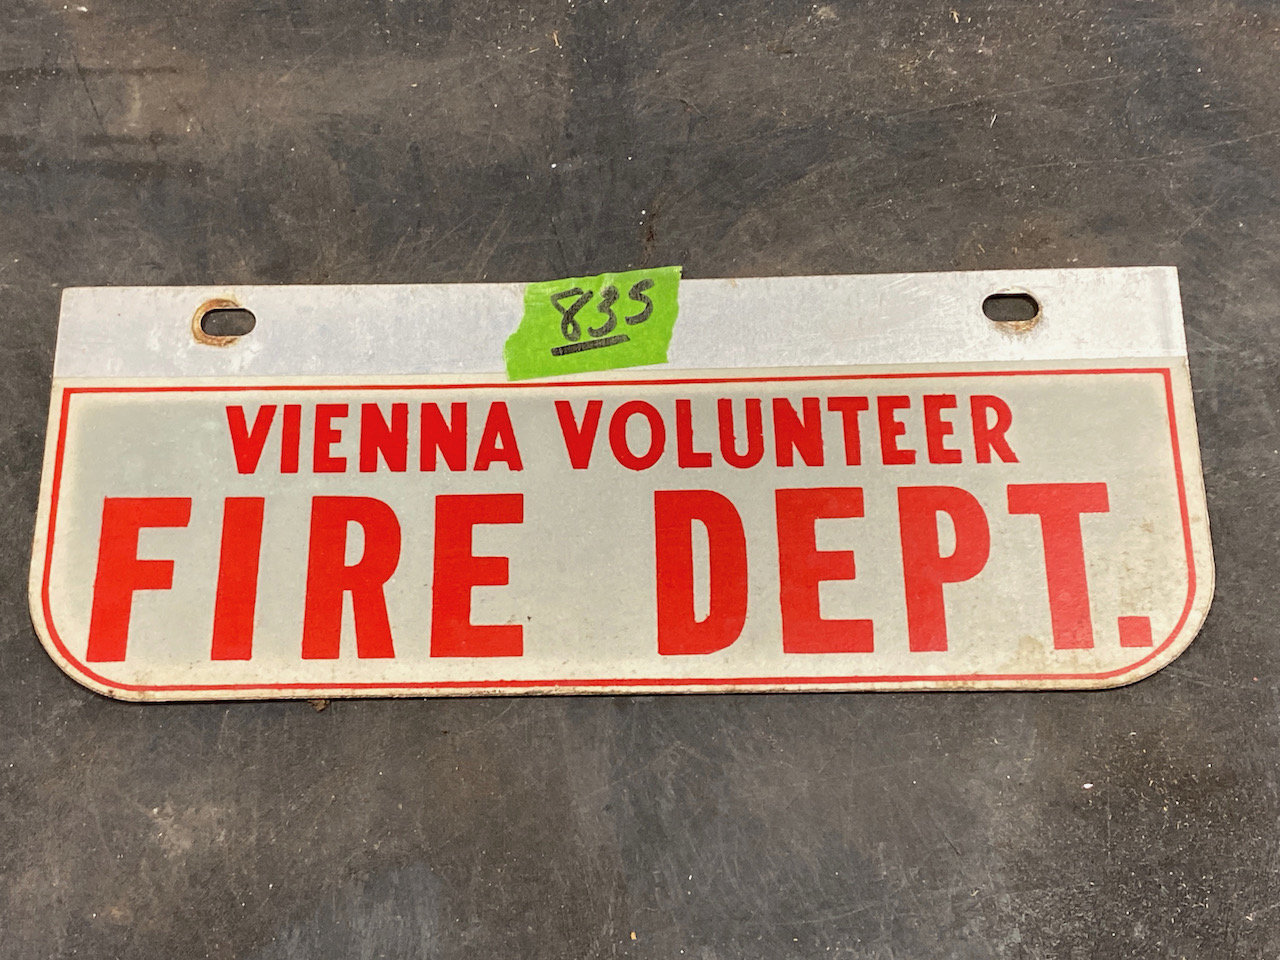 835
VIENNA VOLUNTEER
FIRE DEPT.